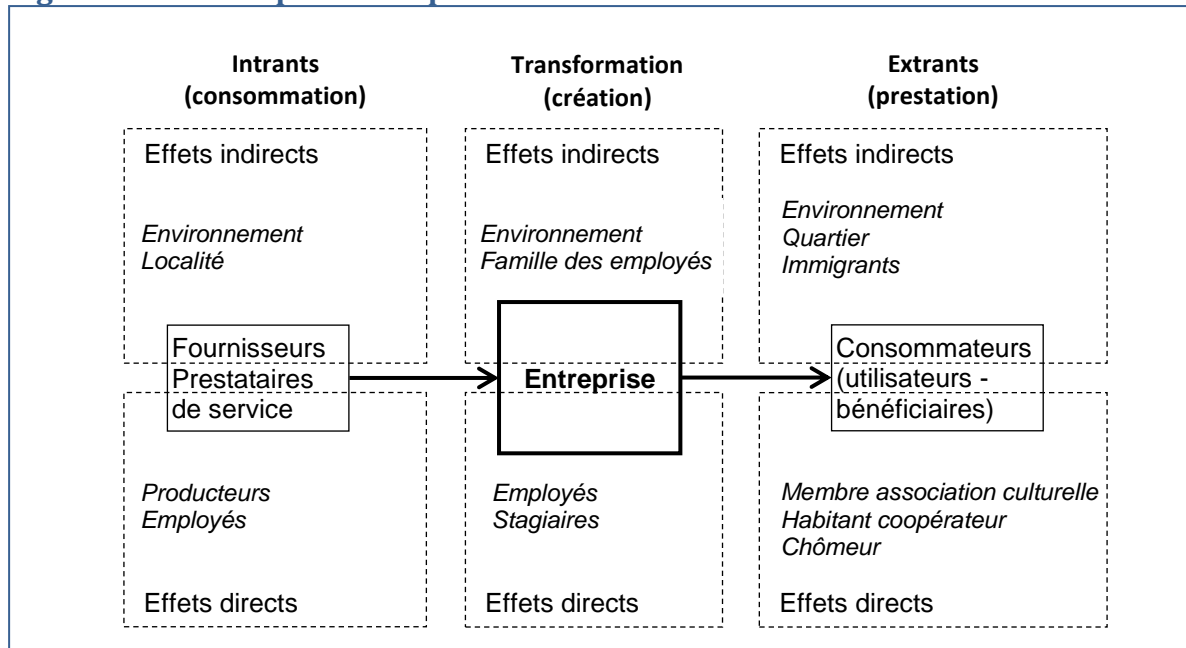 Intrants
(consommation)
Transformation
(création)
Extrants
(prestation)
Effets indirects
Environnement
Localité
Effets indirects
Environnement
Famille des employés
Effets indirects
Environnement
Quartier
Immigrants
Fournisseurs
Prestataires
de service
Entreprise
Consommateurs
(utilisateurs -
bénéficiaires)
Producteurs
Employés
Effets directs
Employés
Stagiaires
Effets directs
Membre association culturelle
Habitant coopérateur
Chômeur
Effets directs